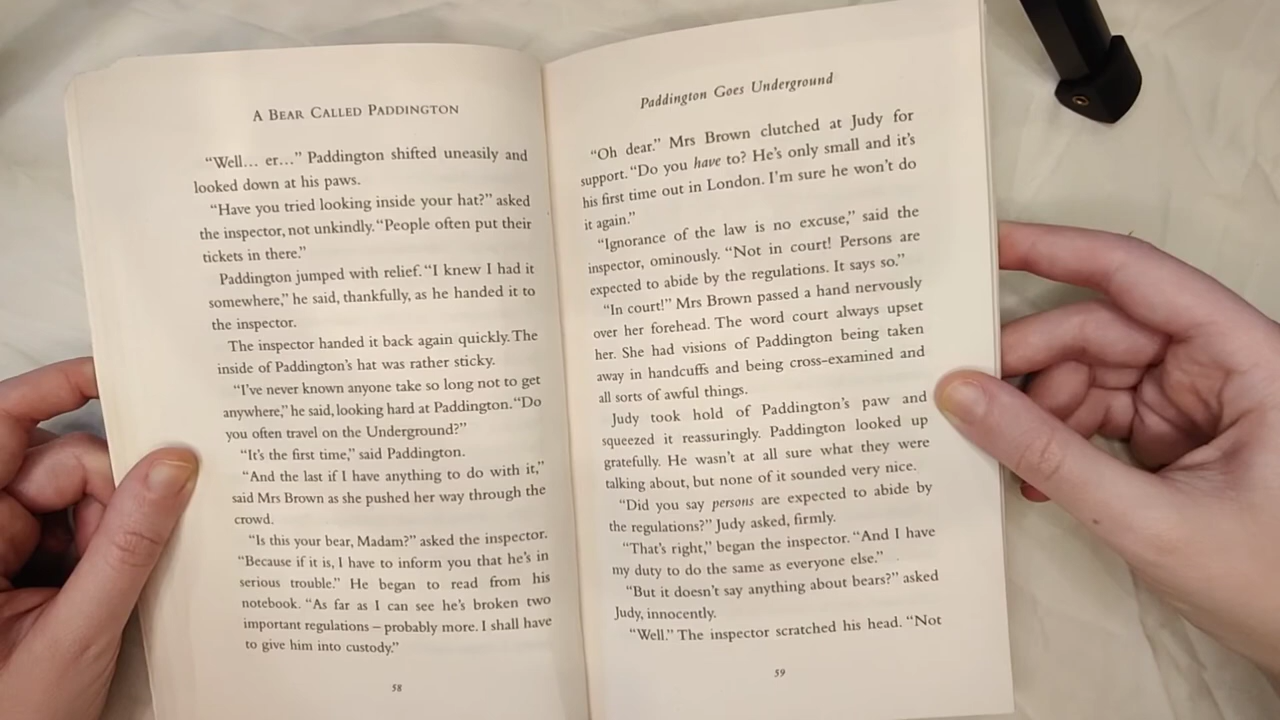 A BEAR CALLED PADDINGTON
“Well... er...” Paddington shifted uneasily and
looked down at his paws.
“Have you tried looking inside your hat?” asked
the inspector, not unkindly. “People often put their
tickets in there.”
Paddington jumped with relief. “I knew I had it
somewhere,” he said, thankfully, as he handed it to
the inspector.
The inspector handed it back again quickly. The
inside of Paddington’s hat was rather sticky.
“I’ve never known anyone take so long not to get
anywhere,” he said, looking hard at Paddington. “Do
you often travel on the Underground?”
“It’s the first time,” said Paddington.
“And the last if I have anything to do with it,”
said Mrs Brown as she pushed her way through the
crowd.
“Is this your bear, Madam?” asked the inspector.
“Because if it is, I have to inform you that he’s in
serious trouble.” He began to read from his
notebook. “As far as I can see he’s broken two
important regulations – probably more. I shall have
to give him into custody.”
58
Paddington Goes Underground
“Oh dear.” Mrs Brown clutched at Judy for
support. “Do you have to? He’s only small and it’s
his first time out in London. I’m sure he won’t do
it again.”
“Ignorance of the law is no excuse,” said the
inspector, ominously. “Not in court! Persons are
expected to abide by the regulations. It says so.”
“In court!” Mrs Brown passed a hand nervously
over her forehead. The word court always upset
her. She had visions of Paddington being taken
away in handcuffs and being cross-examined and
all sorts of awful things.
Judy took hold of Paddington’s paw and
squeezed it reassuringly. Paddington looked up
gratefully. He wasn’t at all sure what they were
talking about, but none of it sounded very nice.
“Did you say persons are expected to abide by
the regulations?” Judy asked, firmly.
“That’s right,” began the inspector. “And I have
my duty to do the same as everyone else.”
“But it doesn’t say anything about bears?” asked
Judy, innocently.
“Well.” The inspector scratched his head. “Not
59